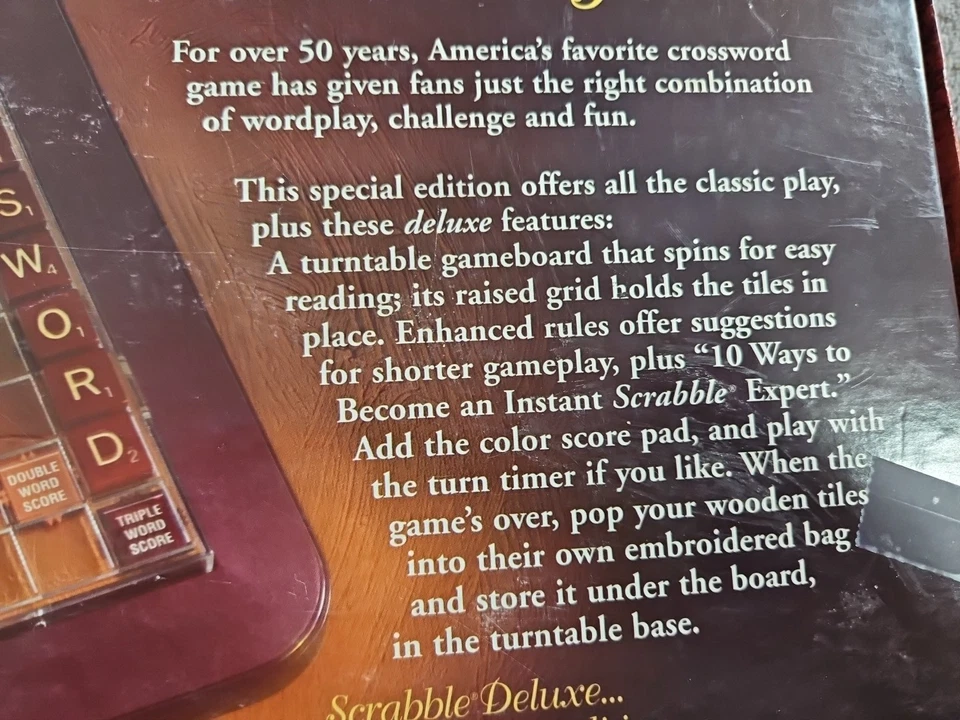 For over 50 years, America's favorite crossword
game has given fans just the right combination
of wordplay, challenge and fun.
This special edition offers all the classic play,
plus these deluxe features:
A turntable gameboard that spins for easy
reading; its raised grid holds the tiles in
place. Enhanced rules offer suggestions
for shorter gameplay, plus “10 Ways to
Become an Instant Scrabble® Expert.”
Add the color score pad, and play with
the turn timer if you like. When the
game's over, pop your wooden tiles
into their own embroidered bag
and store it under the board,
in the turntable base.
Scrabble® Deluxe...
S1
W4
O1
R1
D2
DOUBLE
WORD
SCORE
TRIPLE
WORD
SCORE